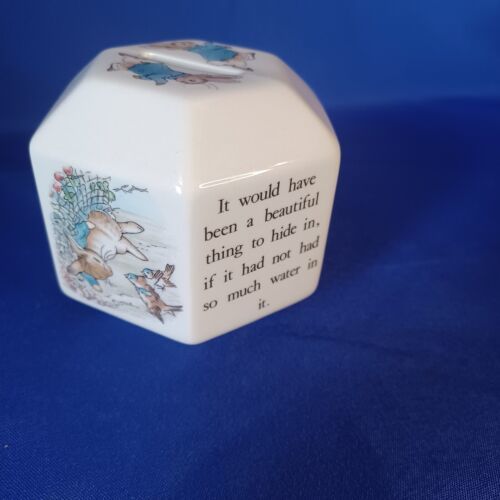 It would have
been a beautiful
thing to hide in,
if it had not had
so much water in
it.